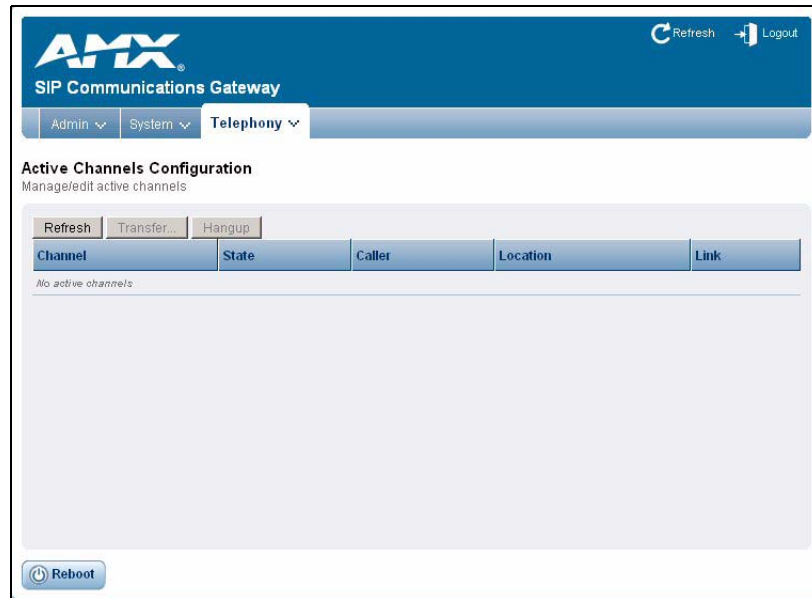 AMX® Refresh Logout
SIP Communications Gateway
Admin System Telephony
Active Channels Configuration
Manage/edit active channels
Refresh Transfer... Hangup
Channel State Caller Location Link
No active channels
Reboot